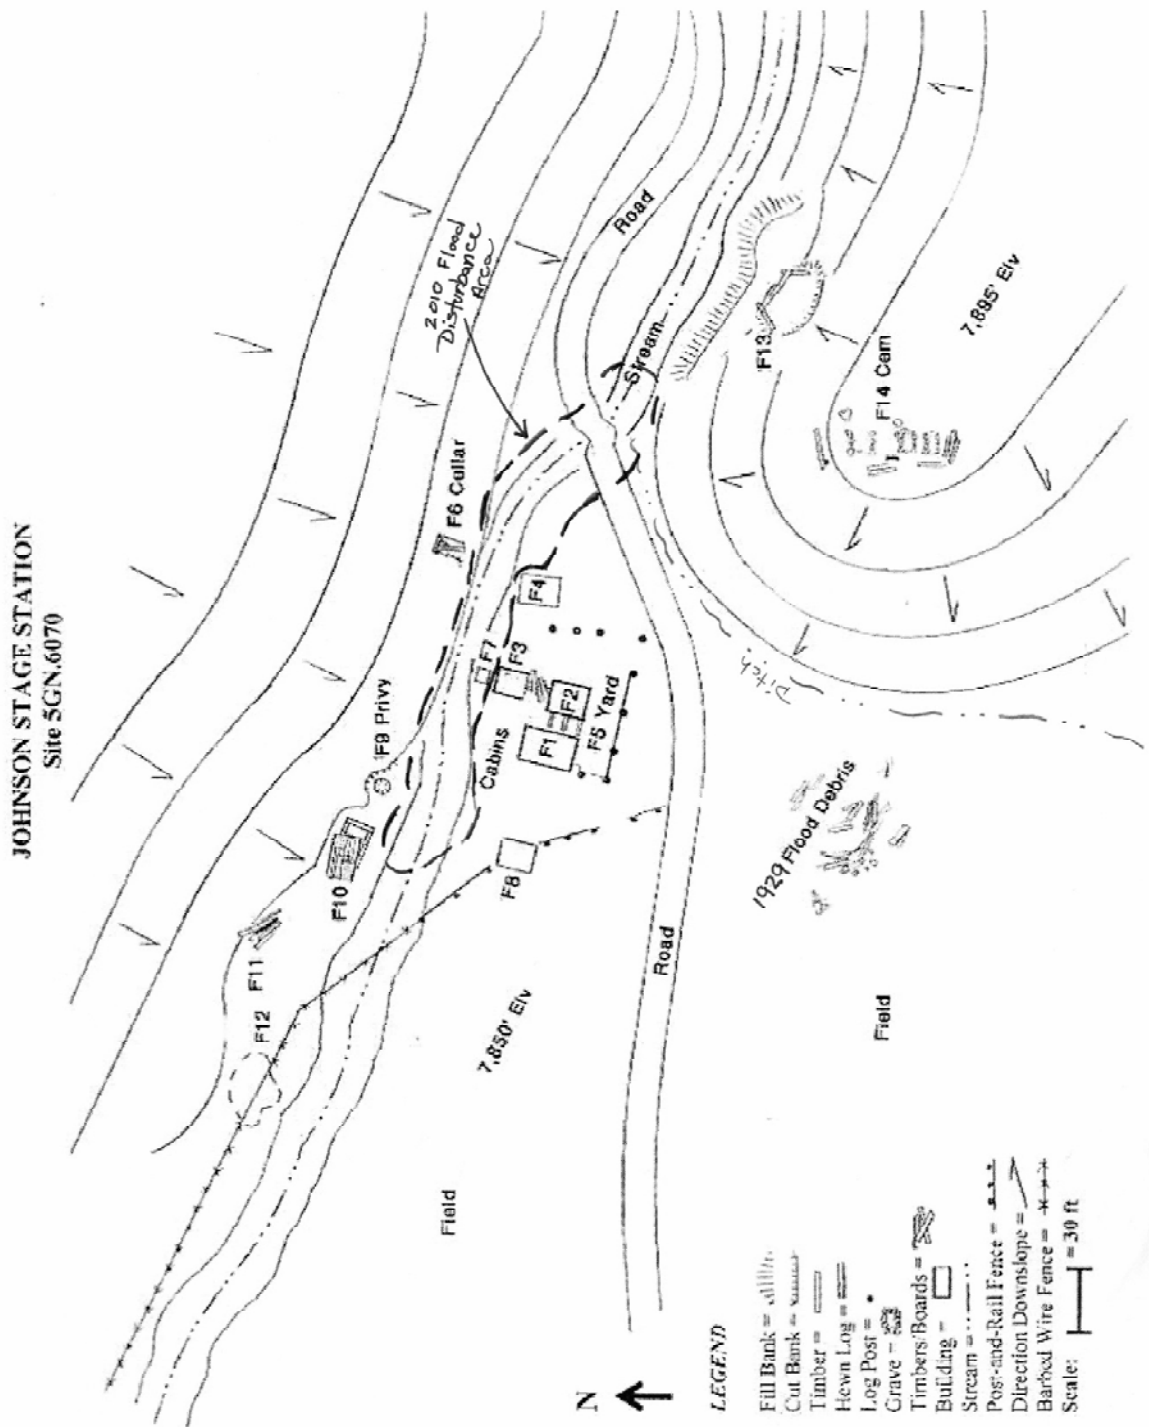 JOHNSON STAGE STATION
Site 5GN.6070
2010 Flood
Disturbance
Area
Road
Stream
F6 Cullar
F9 Privy
F10
F11
F12
F7
F3
F4
Cabins
F1
F2
F5 Yard
F8
F13
F14 Cem
7,895' Elv
Ditch
1929 Flood Debris
Road
7,850' Elv
Field
Field
N
LEGEND
Fill Bank =
Cut Bank =
Timber =
Hewn Log =
Log Post =
Grave =
Timbers/Boards =
Building =
Stream =
Post-and-Rail Fence =
Direction Downslope =
Barbed Wire Fence =
Scale: = 30 ft